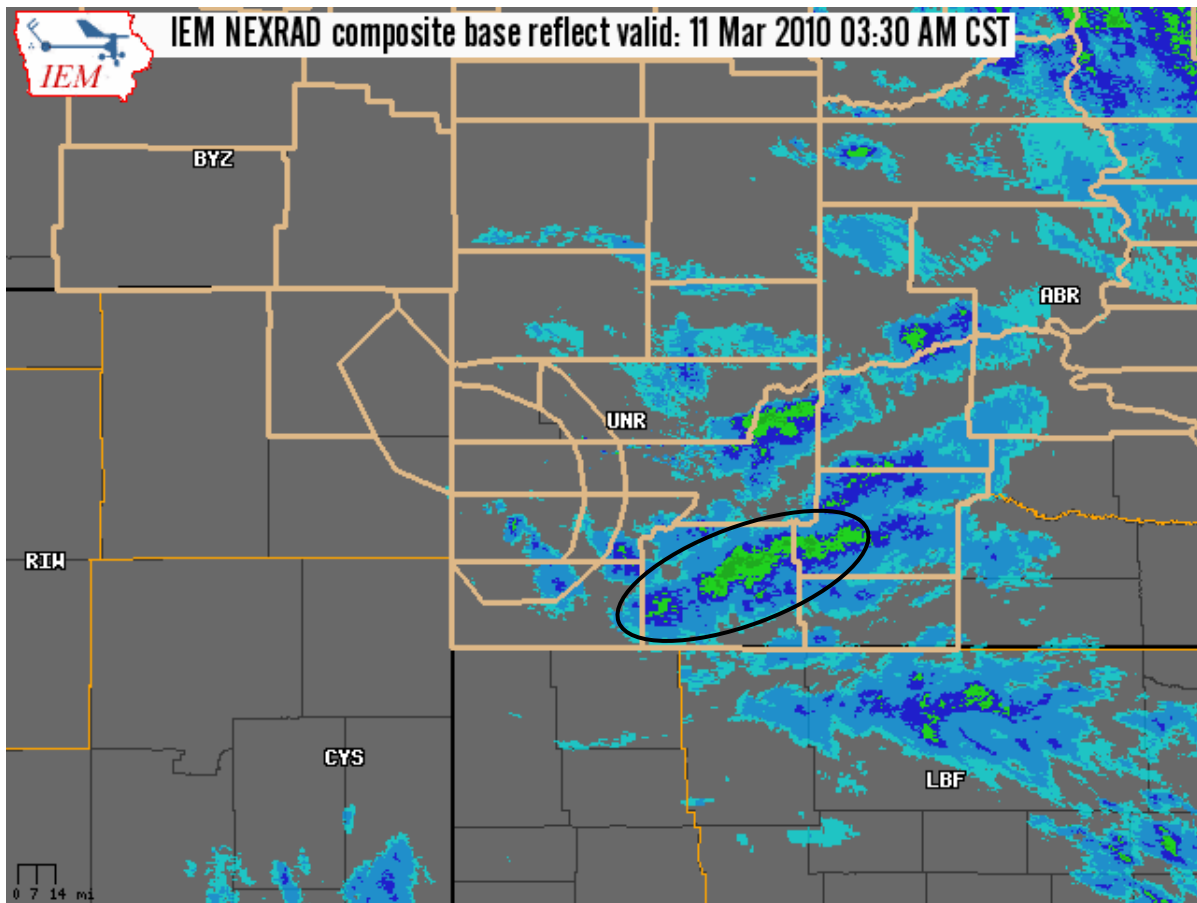 IEM NEXRAD composite base reflect valid: 11 Mar 2010 03:30 AM CST
IEM
BYZ
ABR
UNR
RIW
CYS
LBF
0 7 14 mi